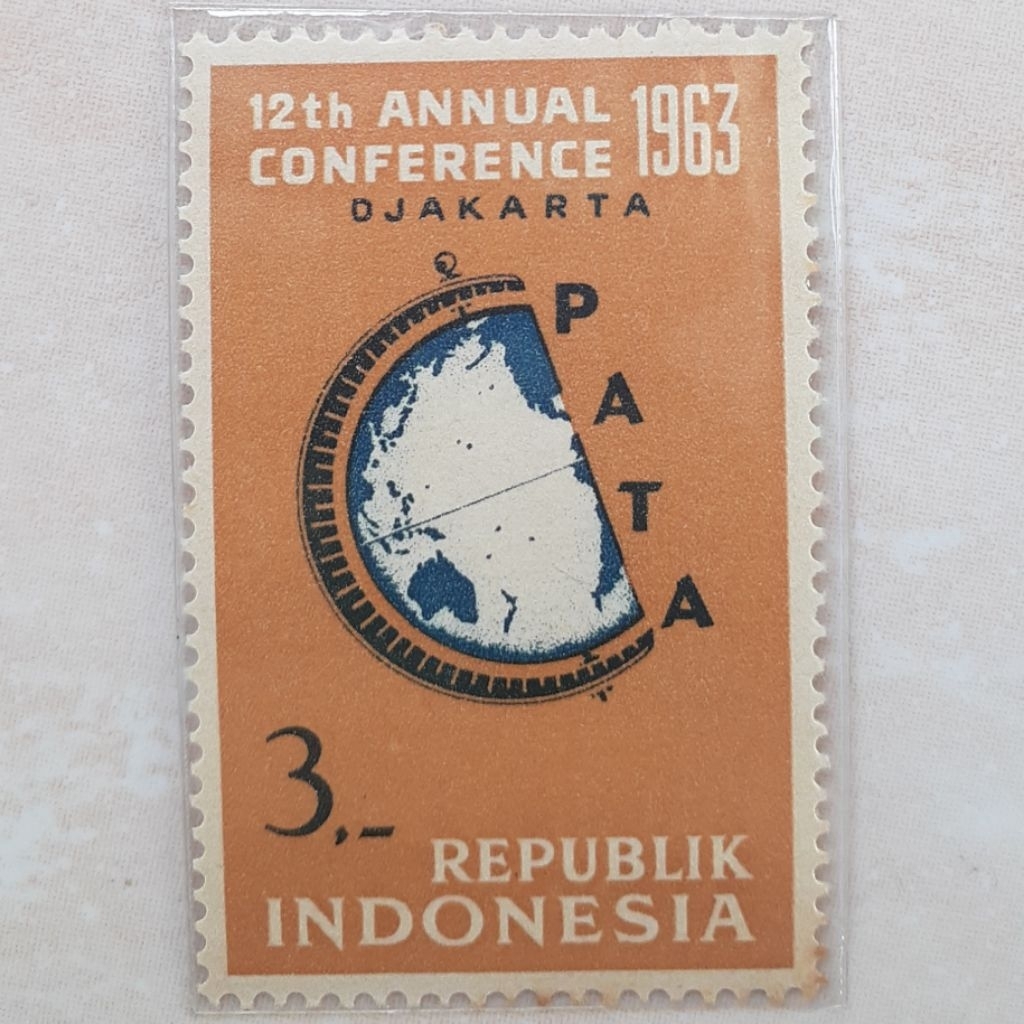 12th ANNUAL 1963
CONFERENCE
DJAKARTA
P
A
T
A
3,-
REPUBLIK
INDONESIA